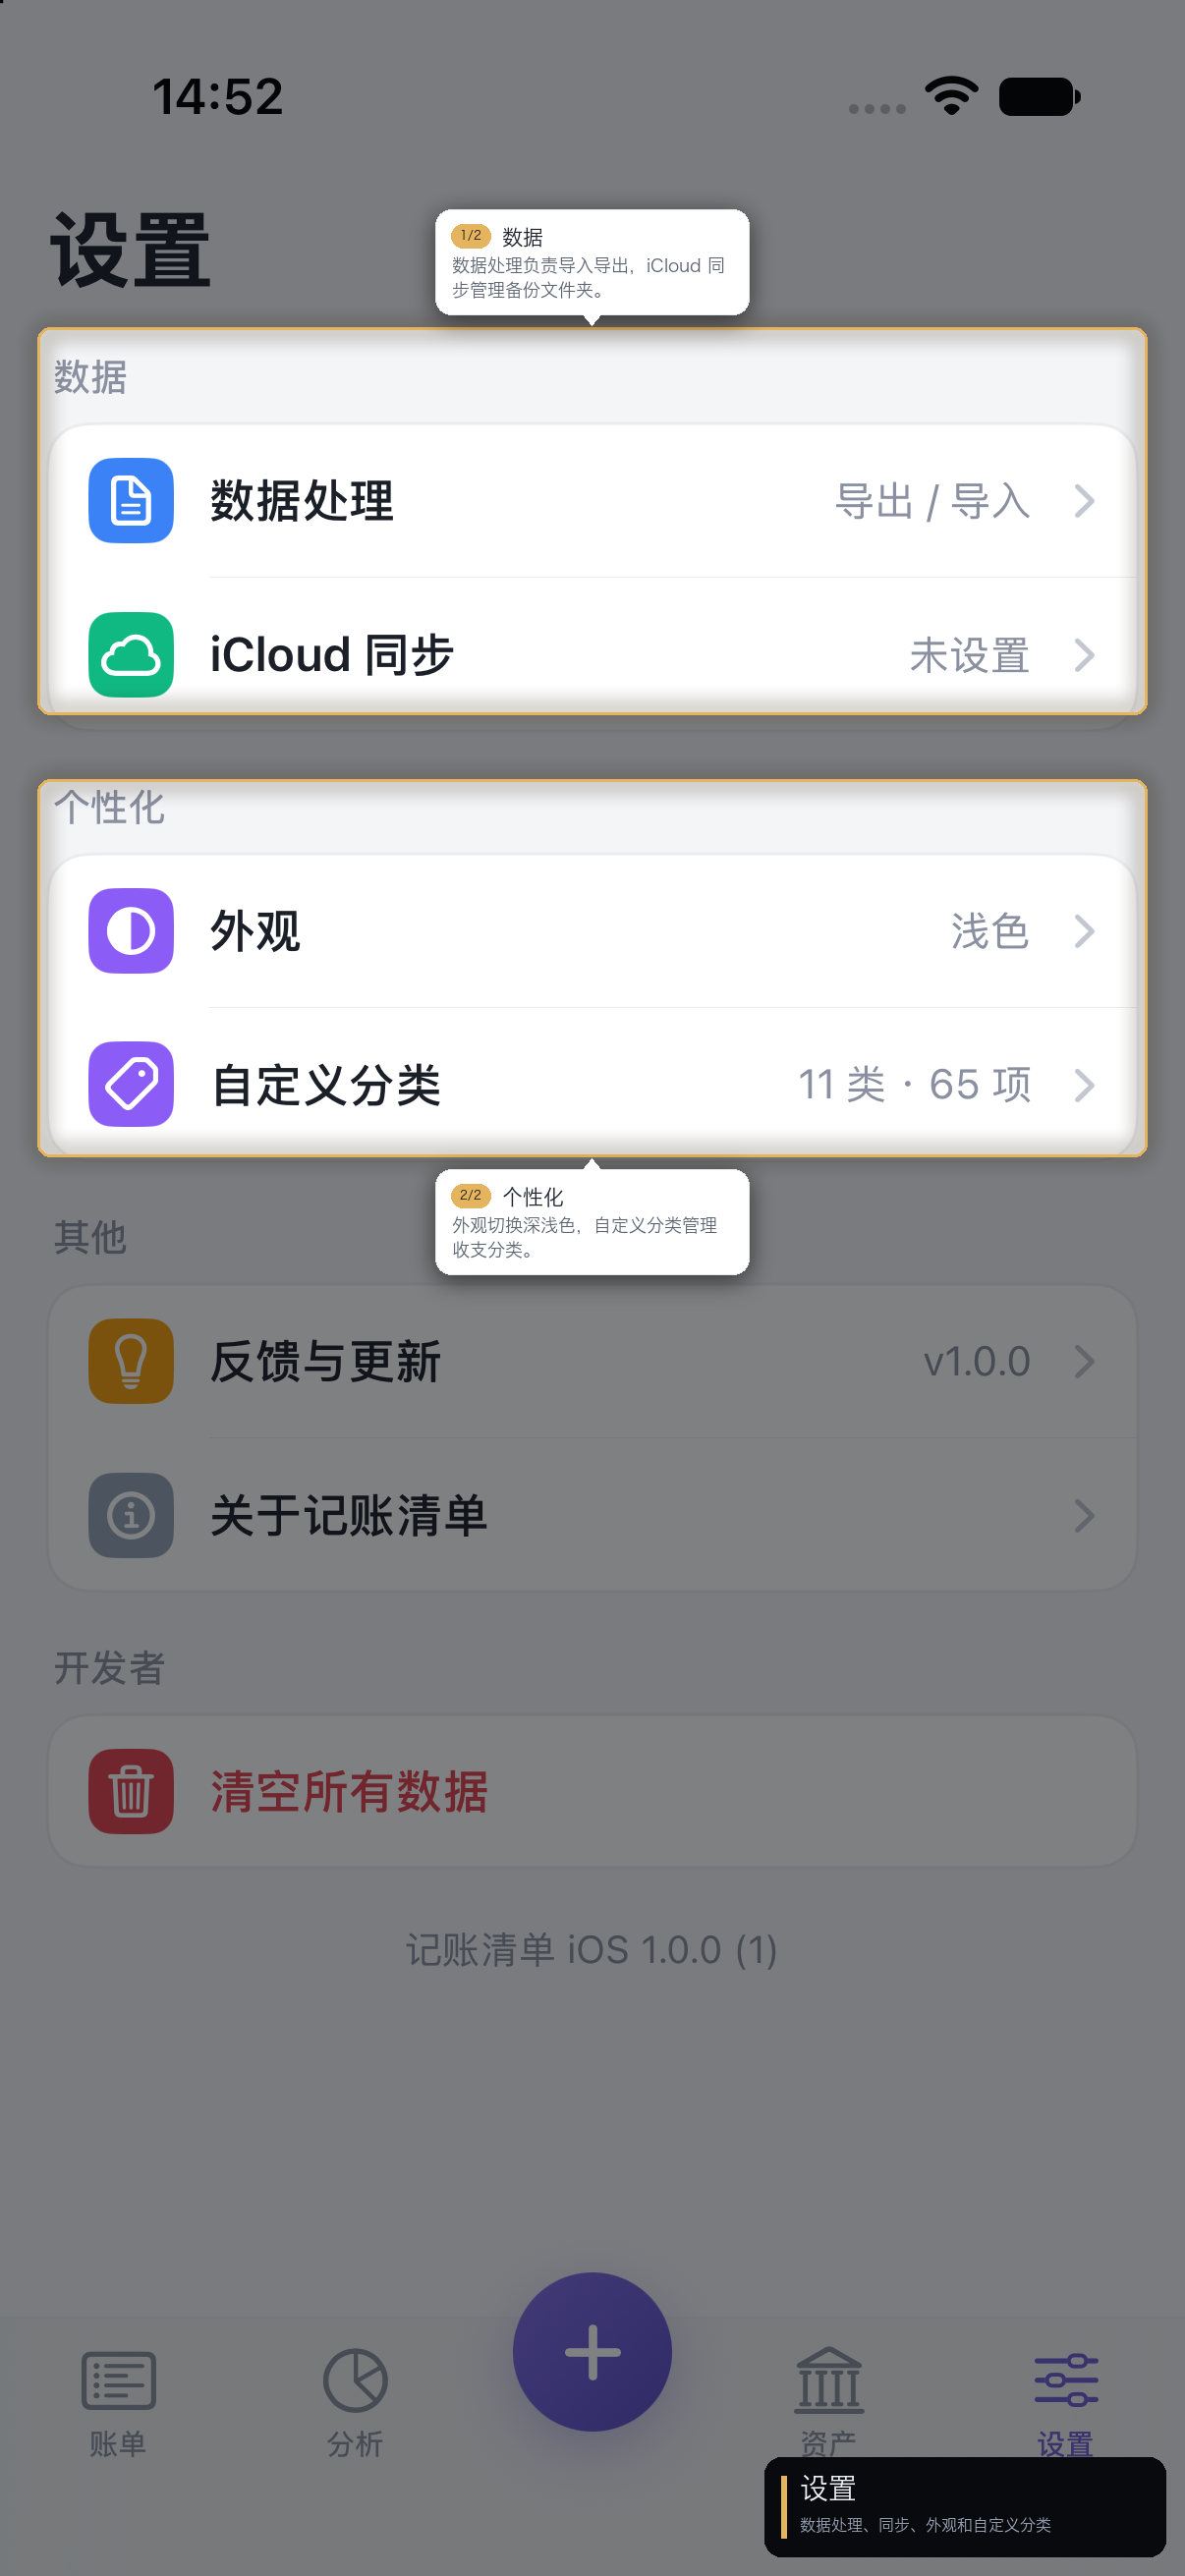 14:52
设置
1/2 数据
数据处理负责导入导出，iCloud 同
步管理备份文件夹。
数据
数据处理 导出 / 导入
iCloud 同步 未设置
个性化
外观 浅色
自定义分类 11 类 · 65 项
2/2 个性化
外观切换深浅色，自定义分类管理
收支分类。
其他
反馈与更新 v1.0.0
关于记账清单
开发者
清空所有数据
记账清单 iOS 1.0.0 (1)
账单 分析 资产 设置
设置
数据处理、同步、外观和自定义分类